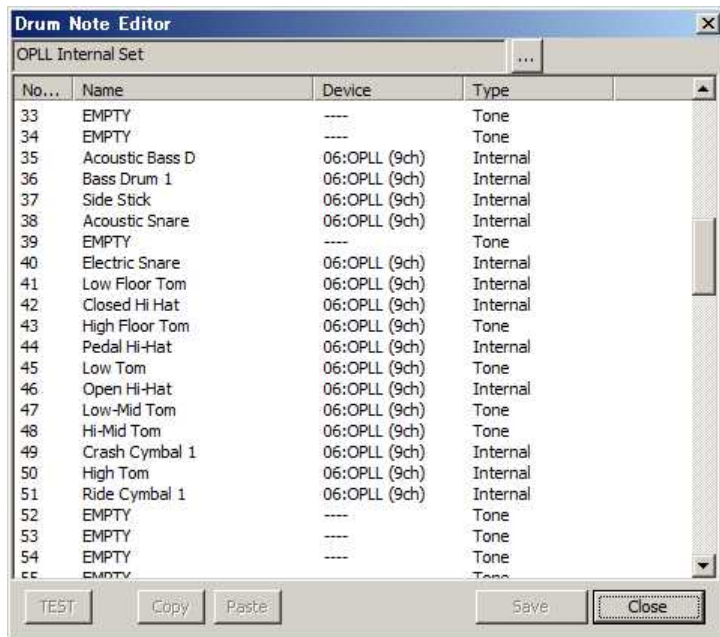 Drum Note Editor
OPLL Internal Set ...
No... Name Device Type
33 EMPTY ---- Tone
34 EMPTY ---- Tone
35 Acoustic Bass D 06:OPLL (9ch) Internal
36 Bass Drum 1 06:OPLL (9ch) Internal
37 Side Stick 06:OPLL (9ch) Internal
38 Acoustic Snare 06:OPLL (9ch) Internal
39 EMPTY ---- Tone
40 Electric Snare 06:OPLL (9ch) Internal
41 Low Floor Tom 06:OPLL (9ch) Internal
42 Closed Hi Hat 06:OPLL (9ch) Internal
43 High Floor Tom 06:OPLL (9ch) Tone
44 Pedal Hi-Hat 06:OPLL (9ch) Internal
45 Low Tom 06:OPLL (9ch) Tone
46 Open Hi-Hat 06:OPLL (9ch) Internal
47 Low-Mid Tom 06:OPLL (9ch) Tone
48 Hi-Mid Tom 06:OPLL (9ch) Tone
49 Crash Cymbal 1 06:OPLL (9ch) Internal
50 High Tom 06:OPLL (9ch) Internal
51 Ride Cymbal 1 06:OPLL (9ch) Internal
52 EMPTY ---- Tone
53 EMPTY ---- Tone
54 EMPTY ---- Tone
55 EMPTY Tone
TEST Copy Paste Save Close